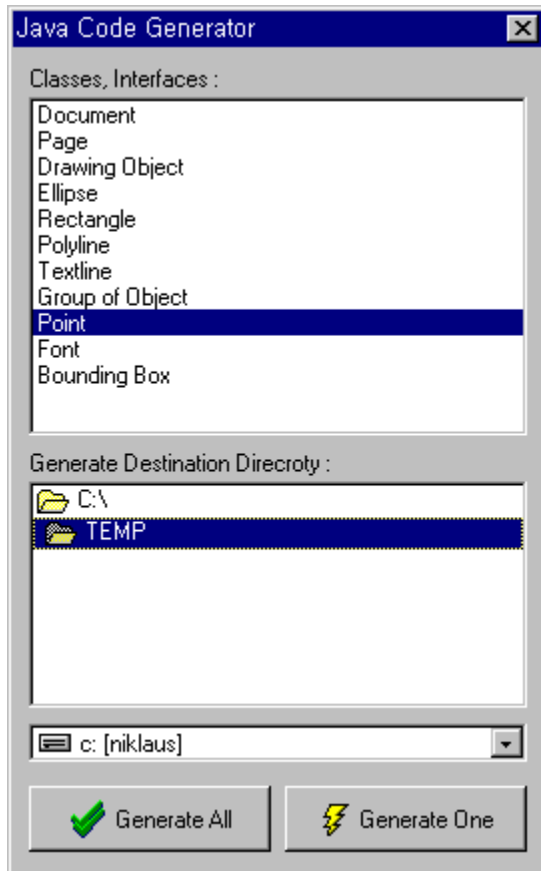 Java Code Generator
Classes, Interfaces :
Document
Page
Drawing Object
Ellipse
Rectangle
Polyline
Textline
Group of Object
Point
Font
Bounding Box
Generate Destination Direcroty :
C:\
TEMP
c: [niklaus]
Generate All
Generate One